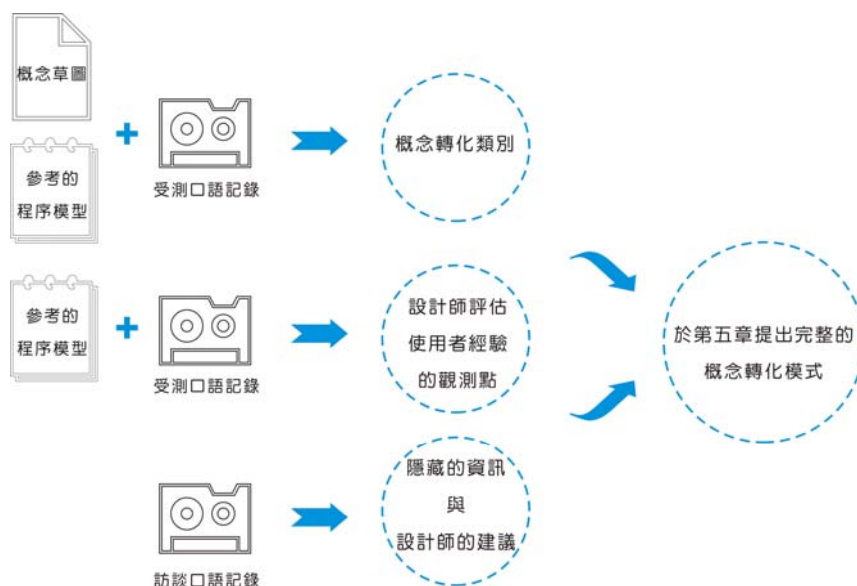 概念草圖
參考的
程序模型
受測口語記錄
概念轉化類別
參考的
程序模型
受測口語記錄
設計師評估
使用者經驗
的觀測點
於第五章提出完整的
概念轉化模式
訪談口語記錄
隱藏的資訊
與
設計師的建議